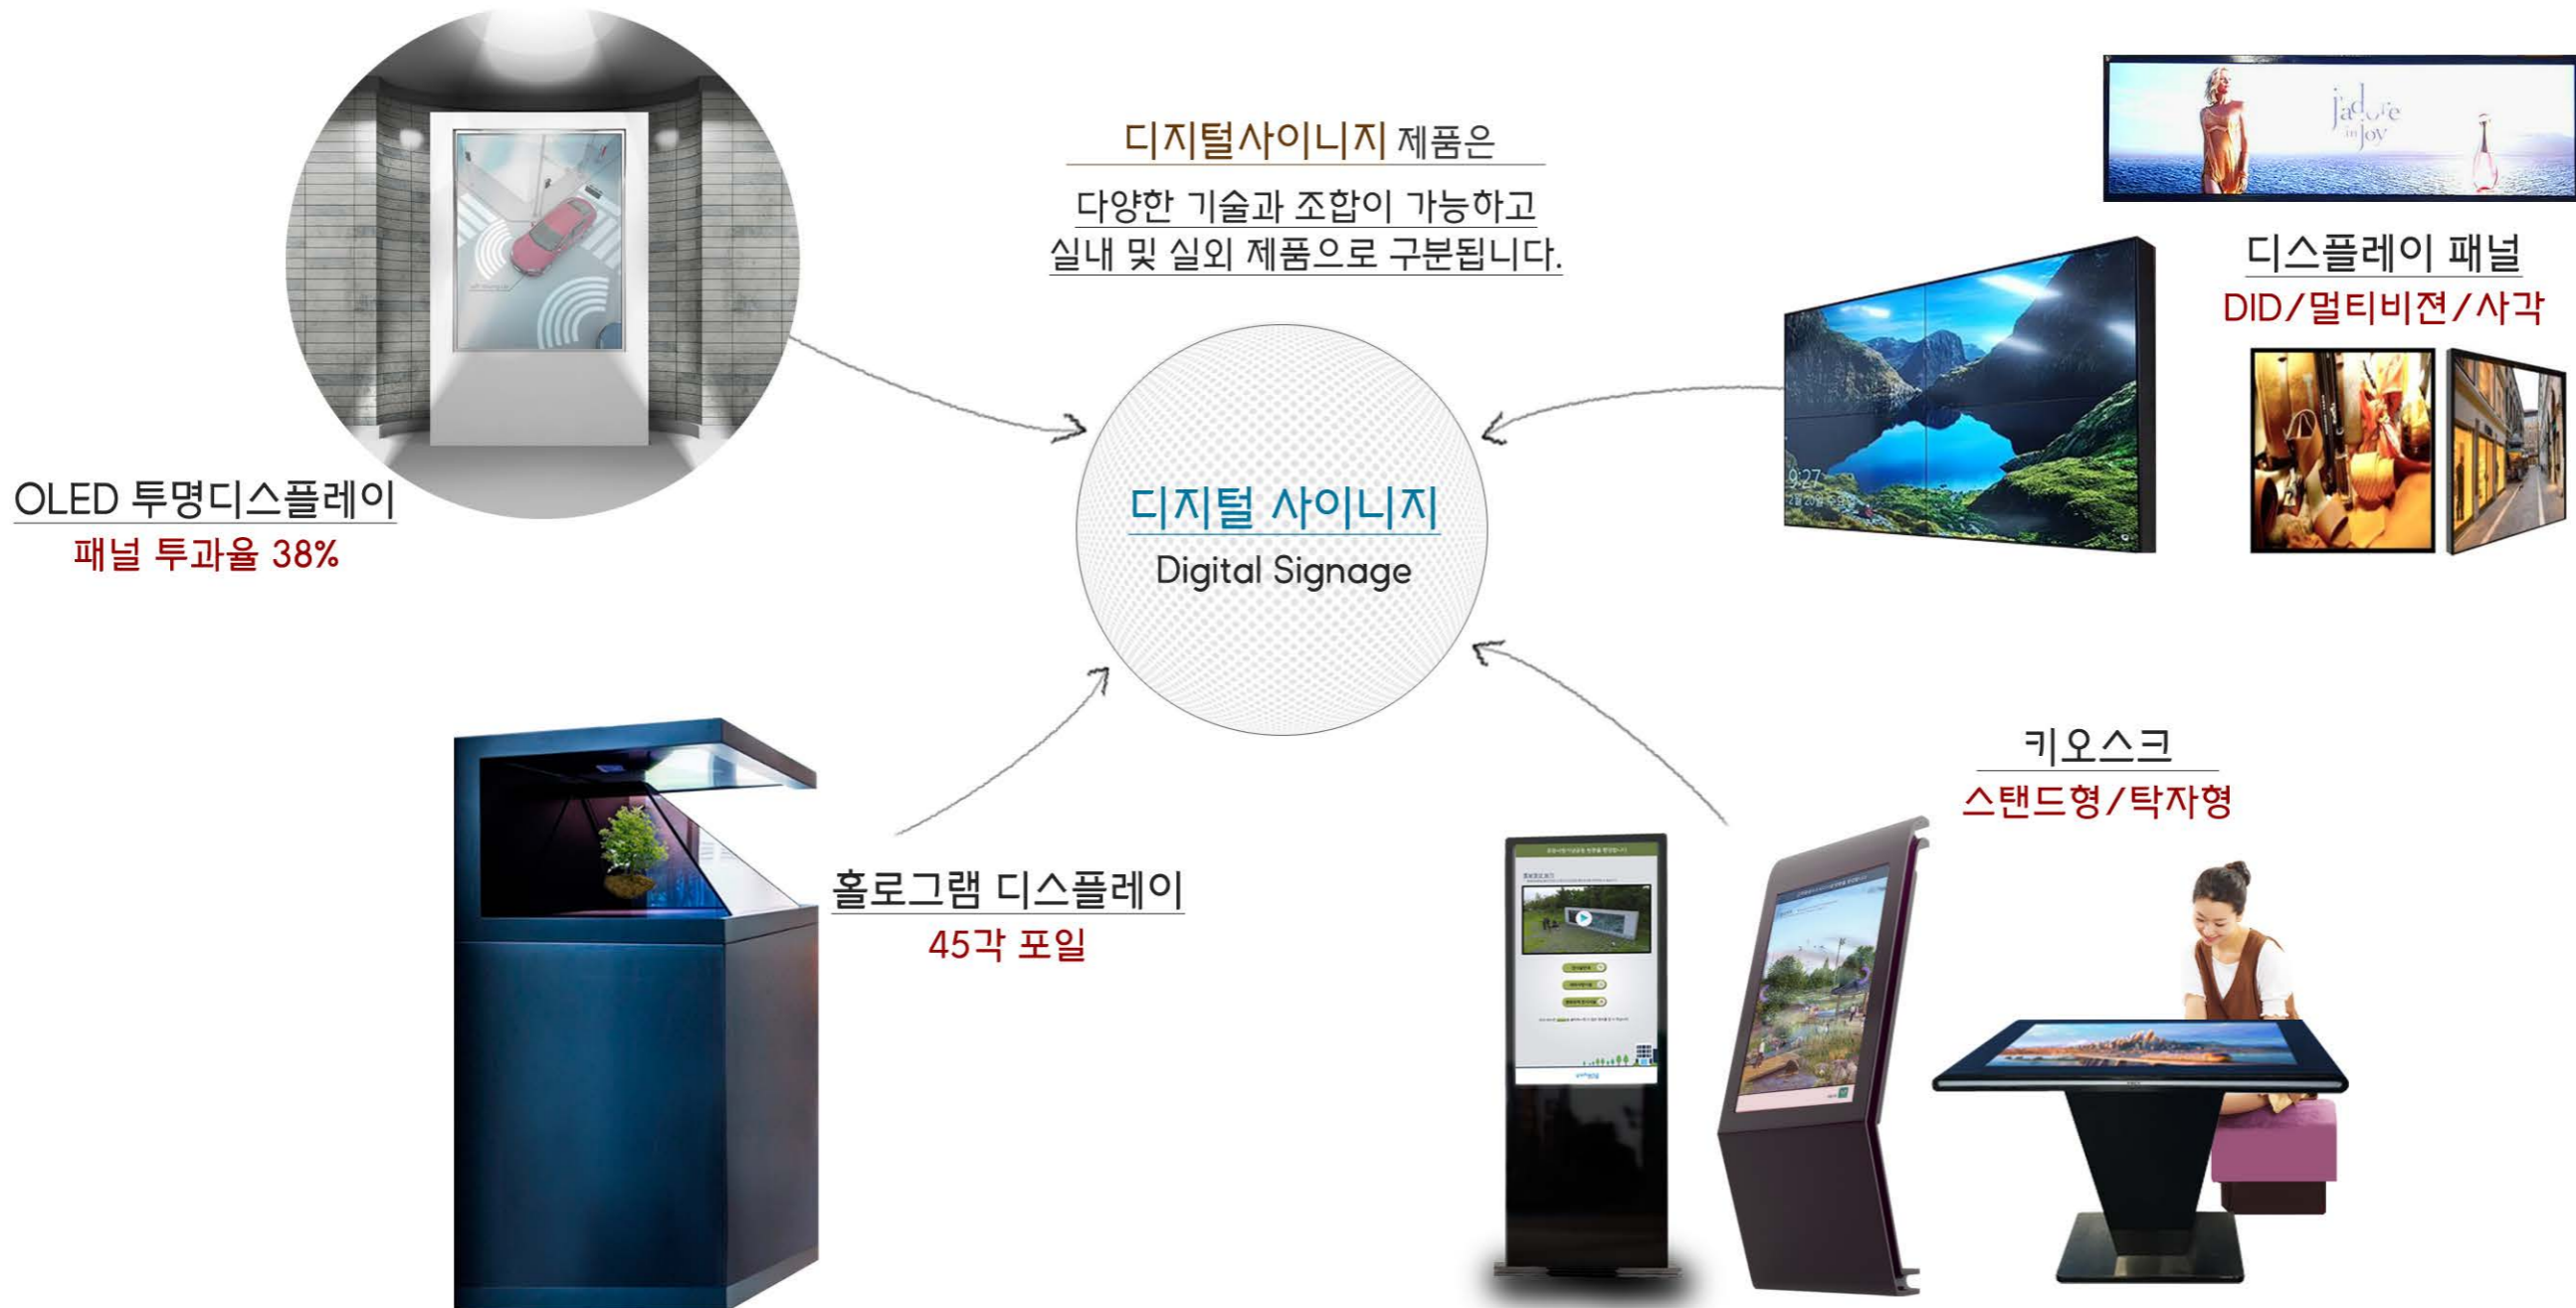 디지털사이니지 제품은
다양한 기술과 조합이 가능하고
실내 및 실외 제품으로 구분됩니다.
j'adore
in joy
디스플레이 패널
DID/멀티비젼/사각
9:27
OLED 투명디스플레이
패널 투과율 38%
디지털 사이니지
Digital Signage
키오스크
스탠드형/탁자형
홀로그램 디스플레이
45각 포일